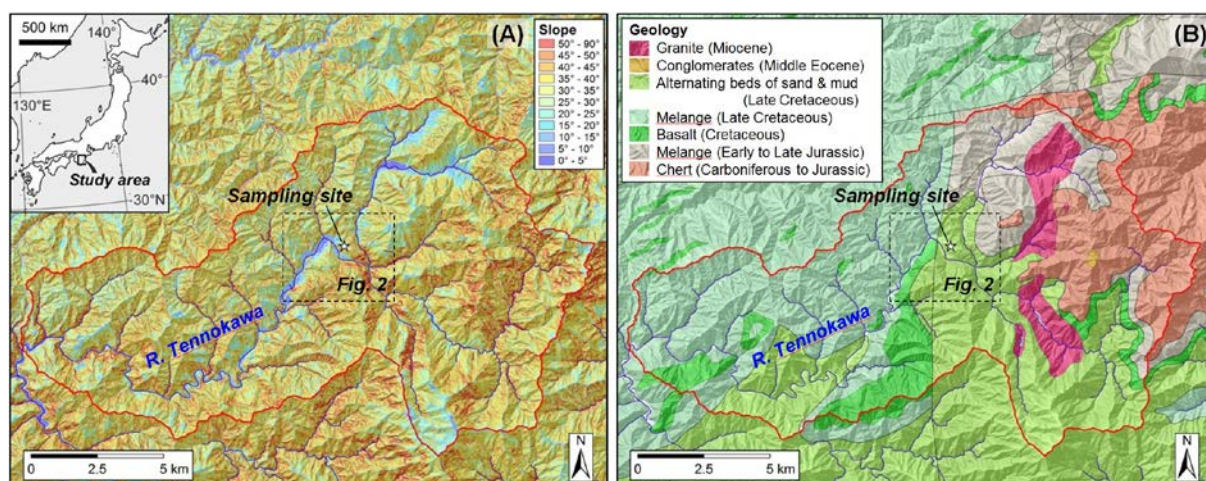 500 km
140°
40°
130°E
30°N
Study area
Slope
50° - 90°
45° - 50°
40° - 45°
35° - 40°
30° - 35°
25° - 30°
20° - 25°
15° - 20°
10° - 15°
5° - 10°
0° - 5°
(A)
Sampling site
Fig. 2
R. Tennokawa
0 2.5 5 km
N
Geology
Granite (Miocene)
Conglomerates (Middle Eocene)
Alternating beds of sand & mud
(Late Cretaceous)
Melange (Late Cretaceous)
Basalt (Cretaceous)
Melange (Early to Late Jurassic)
Chert (Carboniferous to Jurassic)
(B)
Sampling site
Fig. 2
R. Tennokawa
0 2.5 5 km
N